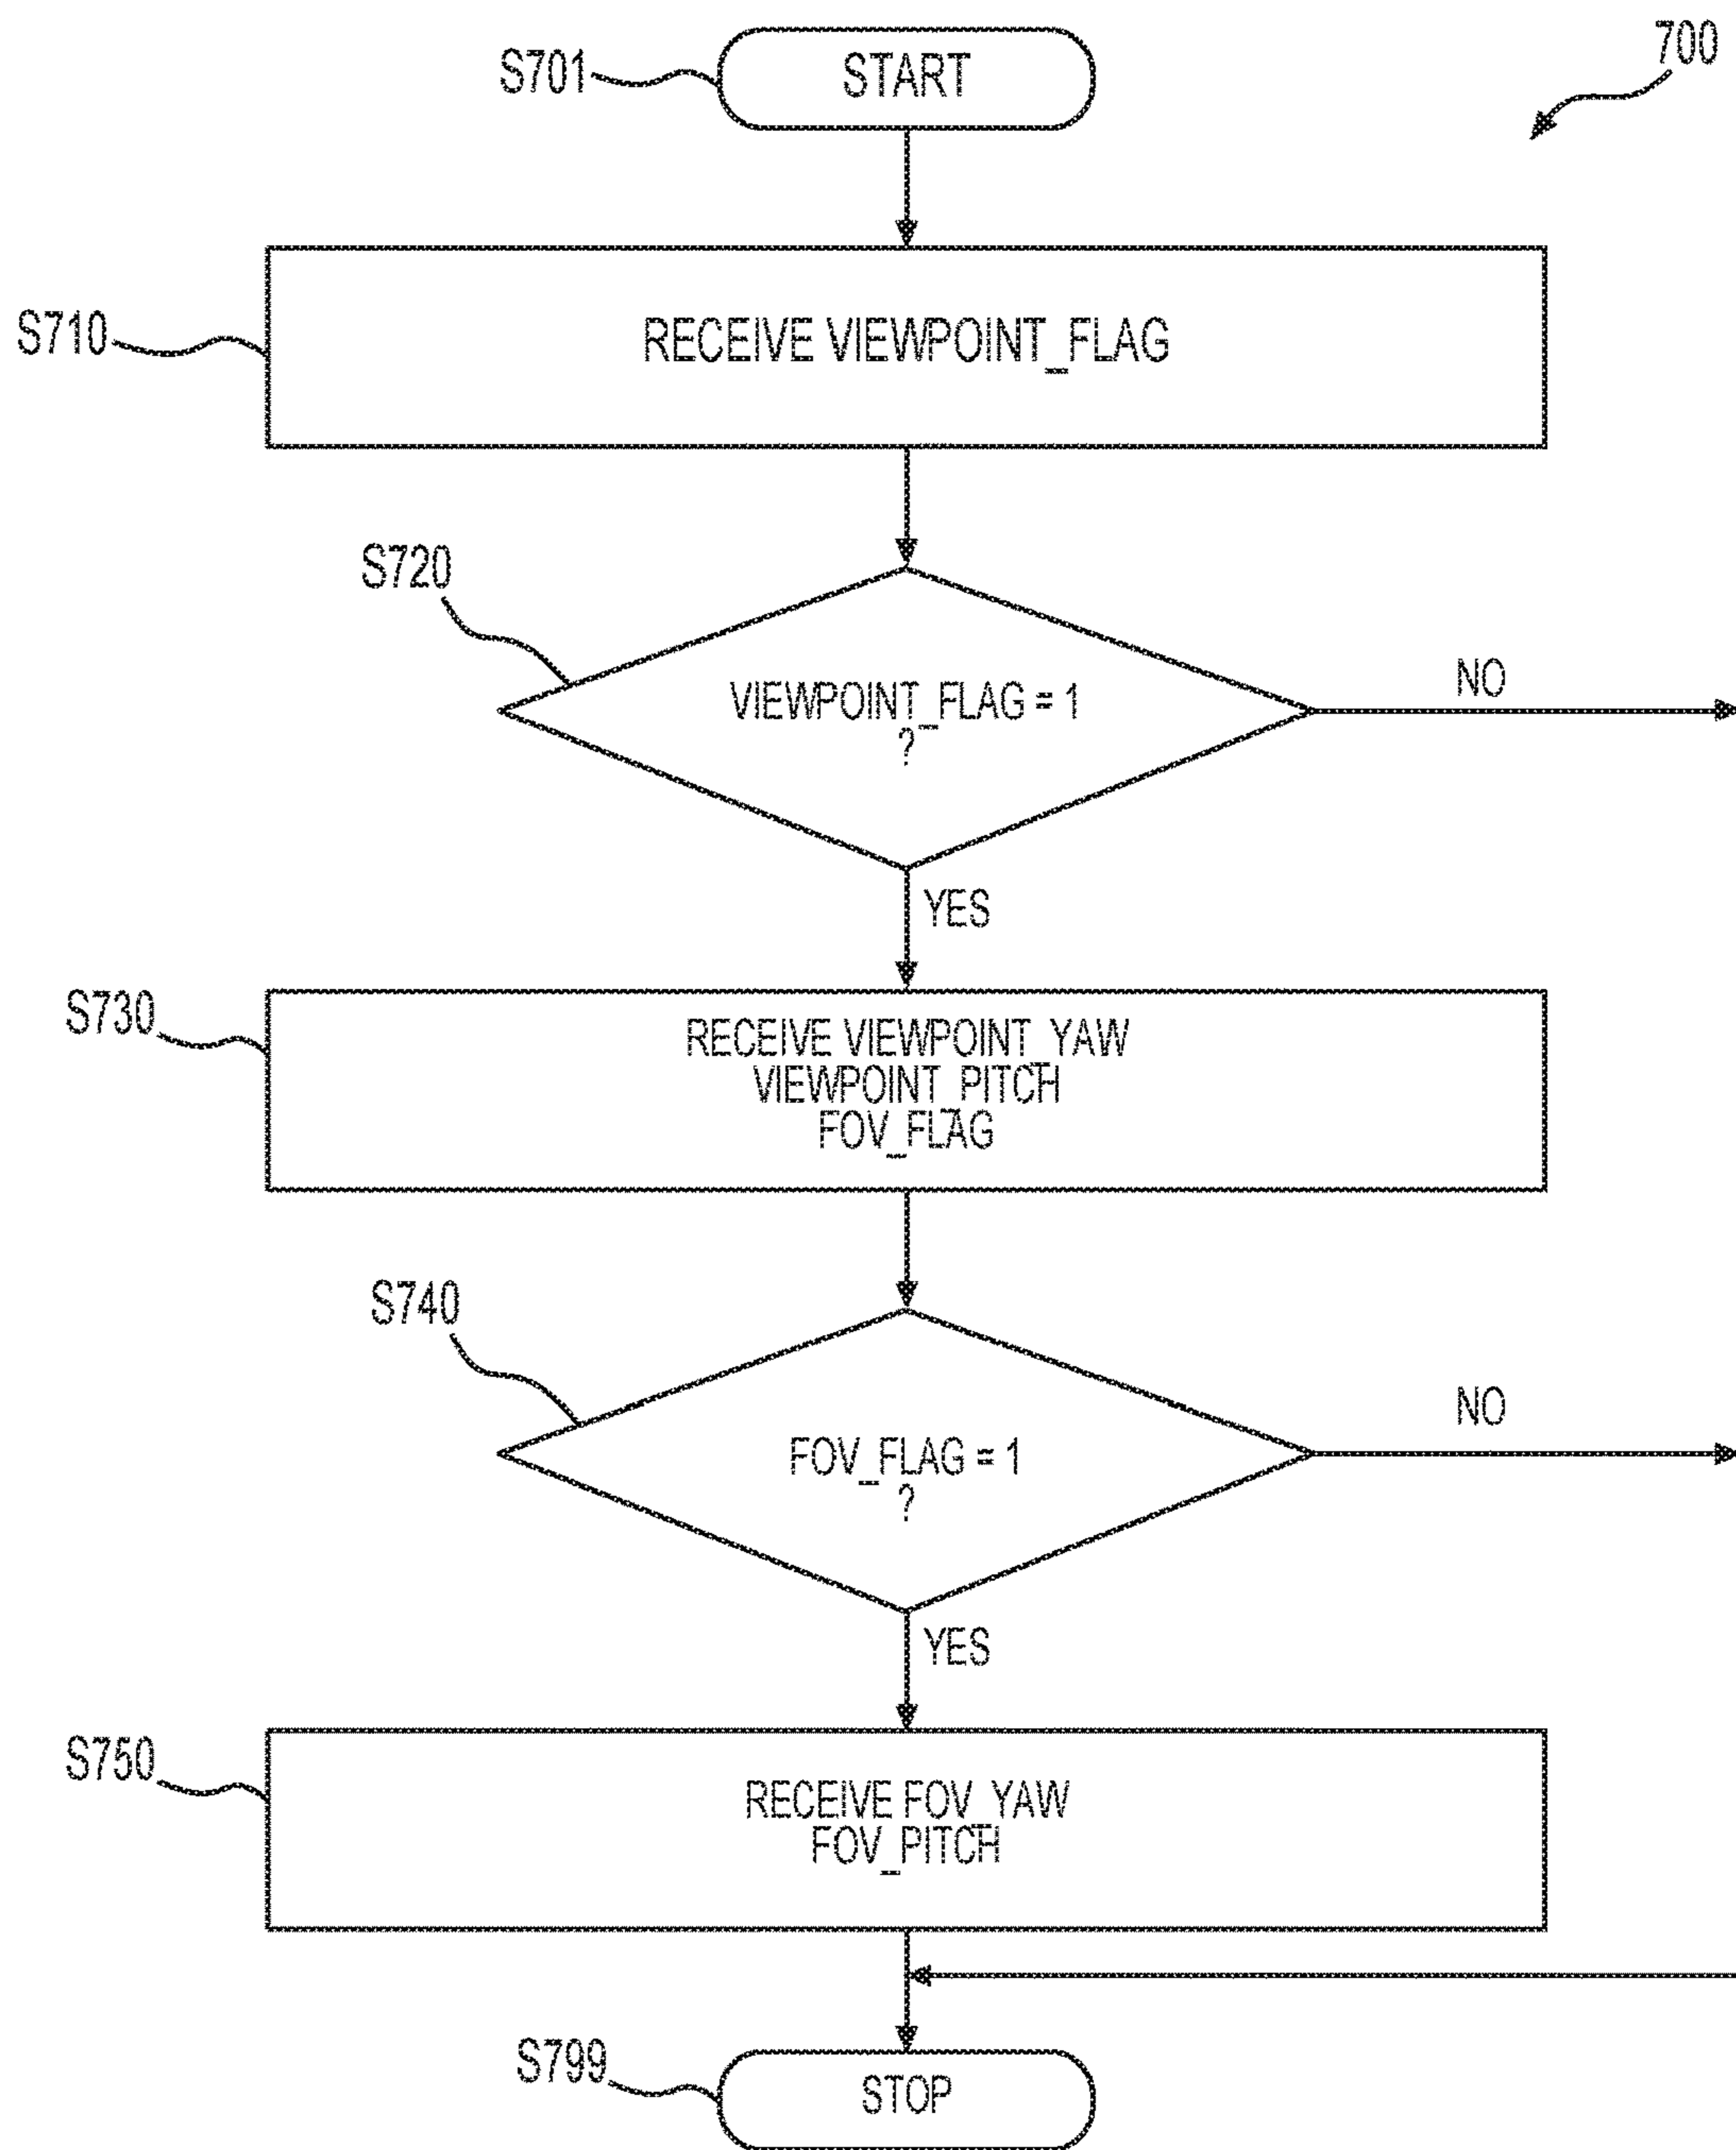 700
S701
START
S710
RECEIVE VIEWPOINT_FLAG
S720
VIEWPOINT_FLAG = 1
?
NO
YES
S730
RECEIVE VIEWPOINT_YAW
VIEWPOINT_PITCH
FOV_FLAG
S740
FOV_FLAG = 1
?
NO
YES
S750
RECEIVE FOV_YAW
FOV_PITCH
S799
STOP